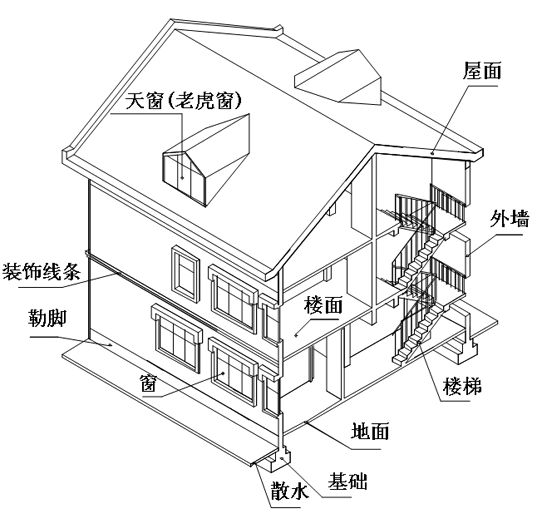 屋面
天窗(老虎窗)
外墙
装饰线条
楼面
勒脚
窗
楼梯
地面
基础
散水